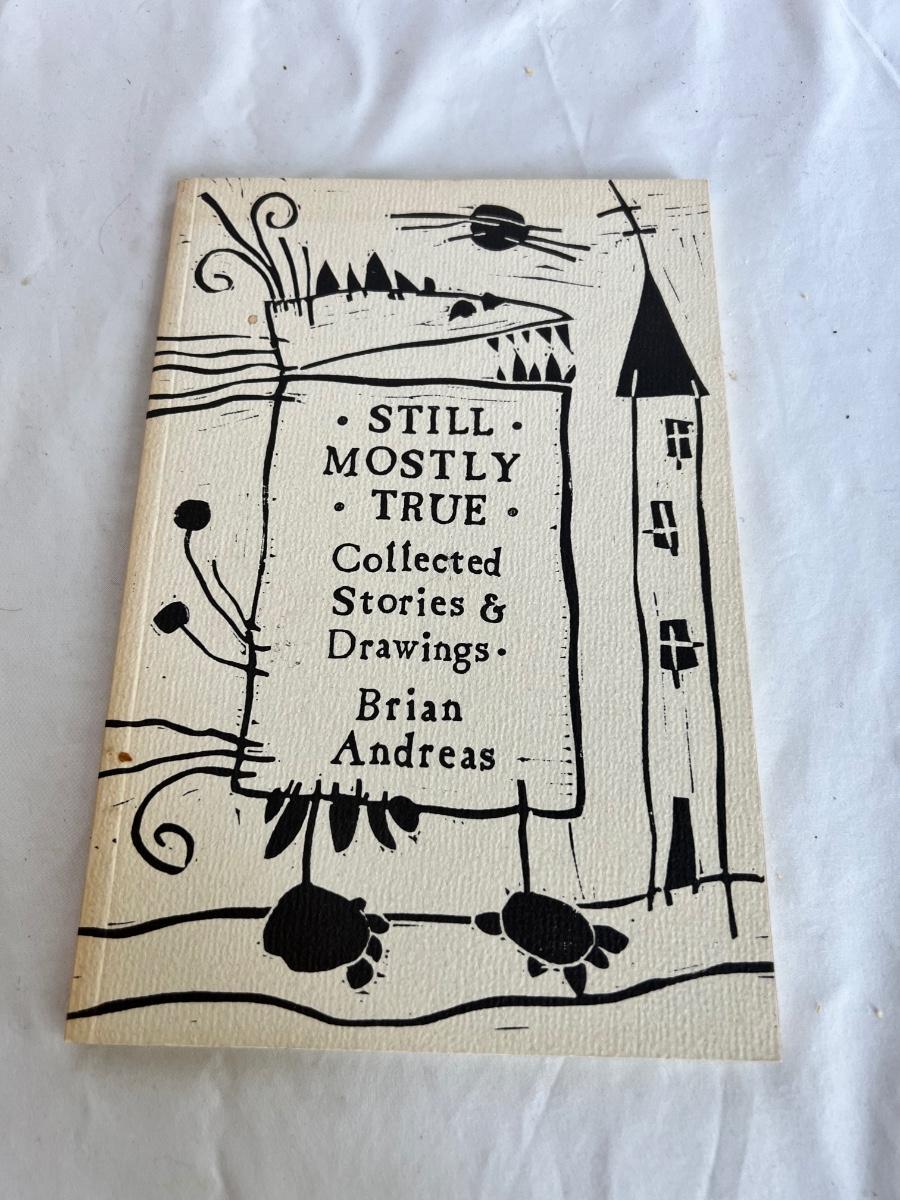 • STILL •
MOSTLY
• TRUE •
Collected
Stories &
Drawings •
Brian
Andreas